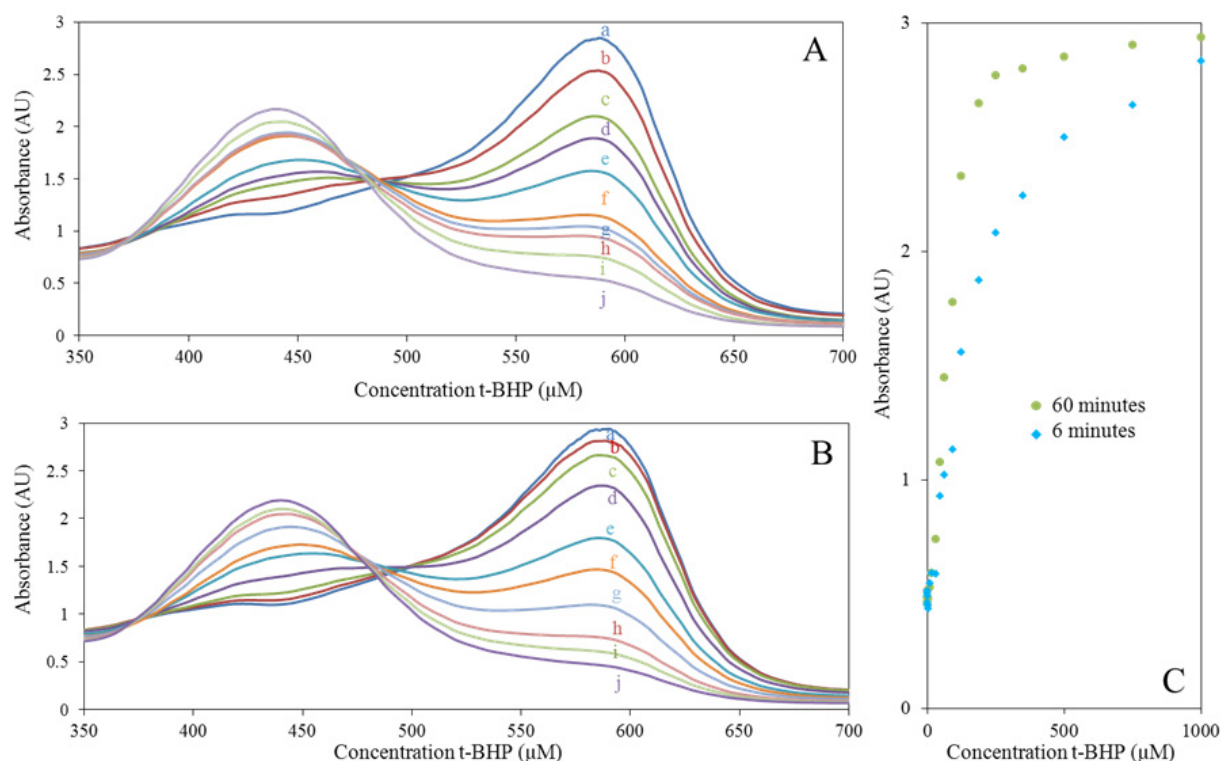 A
3
2.5
2
1.5
1
0.5
0
Absorbance (AU)
a
b
c
d
e
f
g
h
i
j
350 400 450 500 550 600 650 700
Concentration t-BHP (µM)
B
3
2.5
2
1.5
1
0.5
0
Absorbance (AU)
a
b
c
d
e
f
g
h
i
j
350 400 450 500 550 600 650 700
Concentration t-BHP (µM)
3
2
1
0
Absorbance (AU)
60 minutes
6 minutes
C
0 500 1000
Concentration t-BHP (µM)